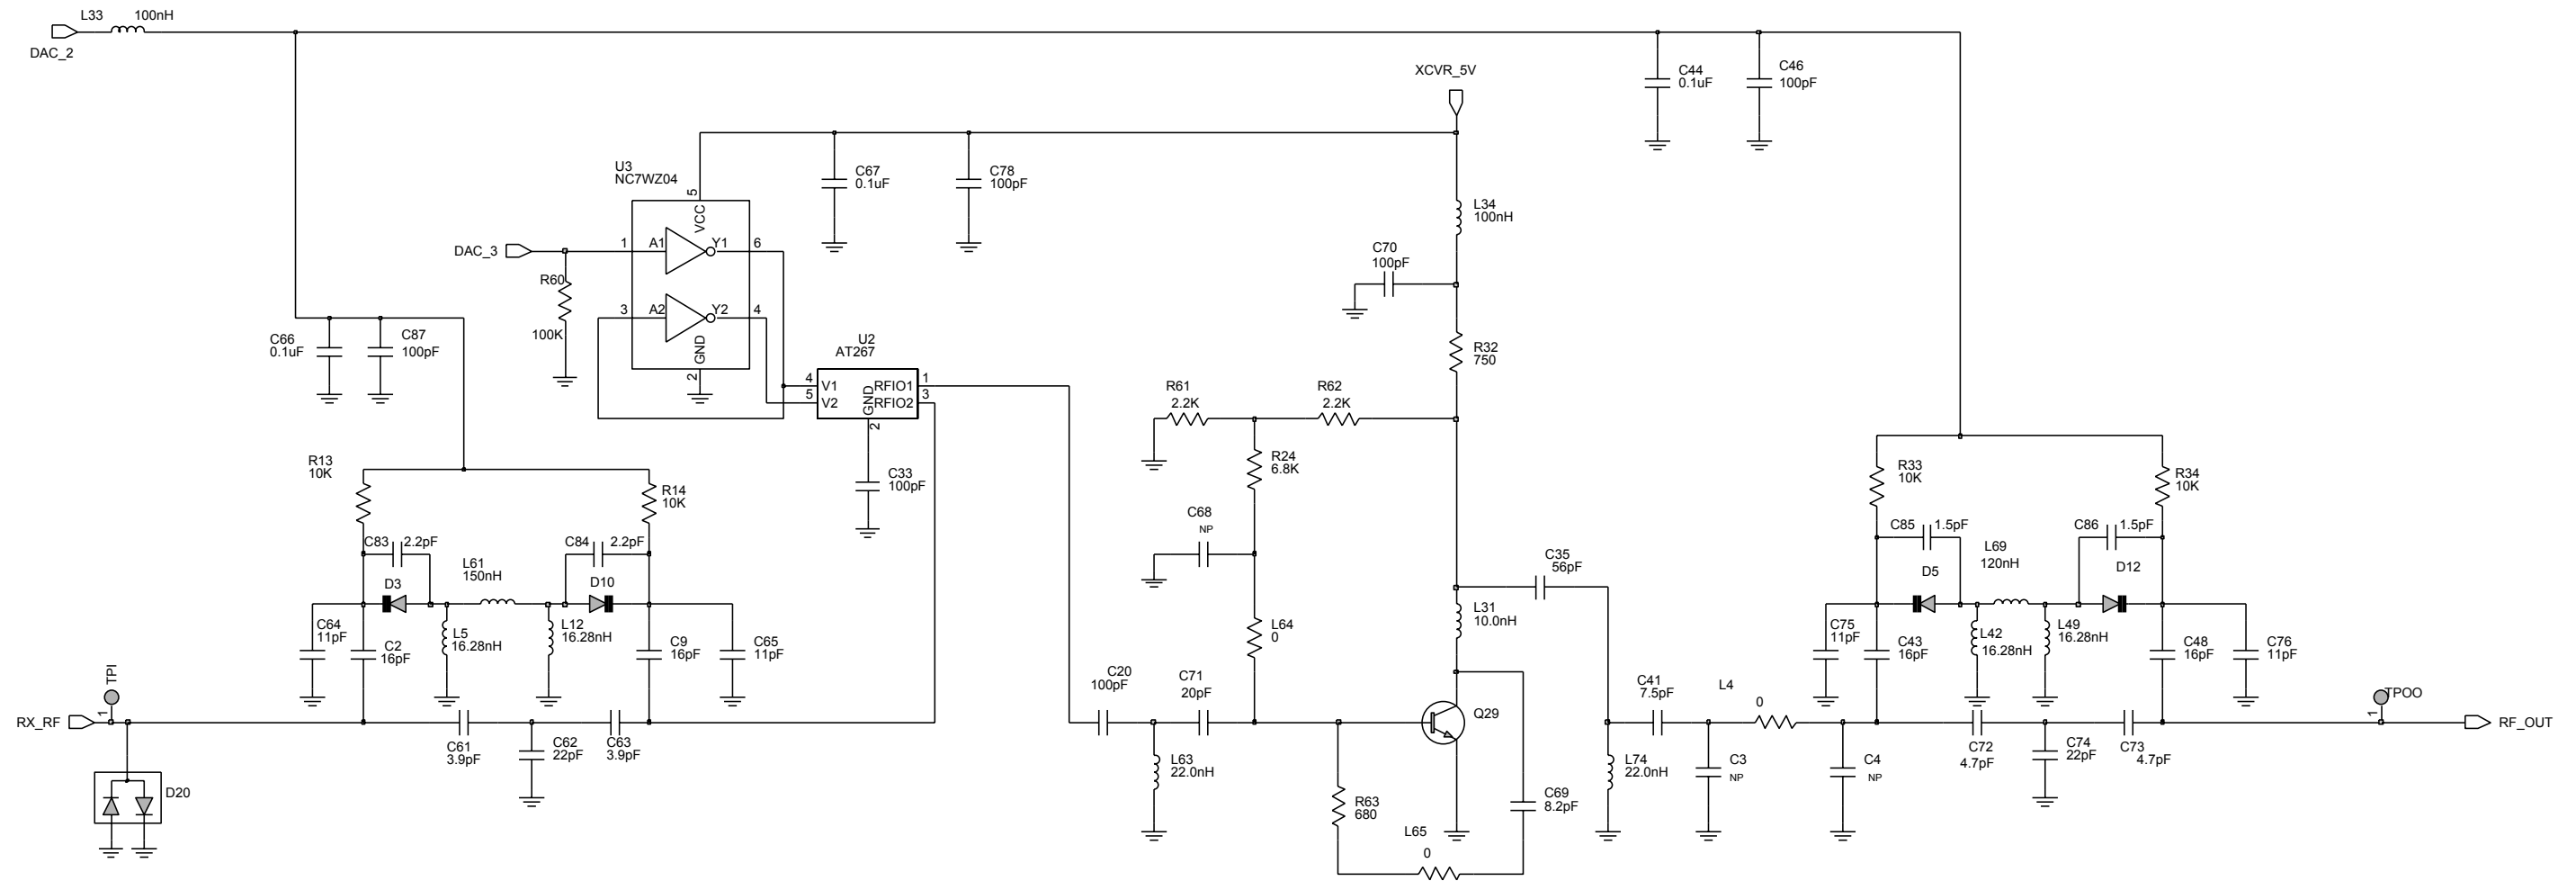 L33 100nH
DAC_2
XCVR_5V
C44
0.1uF
C46
100pF
U3
NC7WZ04
C67
0.1uF
C78
100pF
5
VCC
L34
100nH
DAC_3
1 A1 Y1 6
R60
100K
3 A2 Y2 4
GND
2
C70
100pF
C66
0.1uF
C87
100pF
U2
AT267
4 V1 RFIO1 1
5 V2 RFIO2 3
GND
2
R32
750
R61
2.2K
R62
2.2K
R13
10K
R14
10K
C33
100pF
R24
6.8K
R33
10K
R34
10K
C68
NP
C83 2.2pF
C84 2.2pF
L61
150nH
D3
D10
C35
56pF
C85 1.5pF
C86 1.5pF
L69
120nH
D5
D12
C64
11pF
C2
16pF
L5
16.28nH
L12
16.28nH
C9
16pF
C65
11pF
L64
0
L31
10.0nH
C75
11pF
C43
16pF
L42
16.28nH
L49
16.28nH
C48
16pF
C76
11pF
TPI
1
RX_RF
C61
3.9pF
C62
22pF
C63
3.9pF
C20
100pF
C71
20pF
Q29
C41
7.5pF
L4
0
TPOO
1
RF_OUT
D20
L63
22.0nH
R63
680
C69
8.2pF
L65
0
L74
22.0nH
C3
NP
C4
NP
C72
4.7pF
C74
22pF
C73
4.7pF